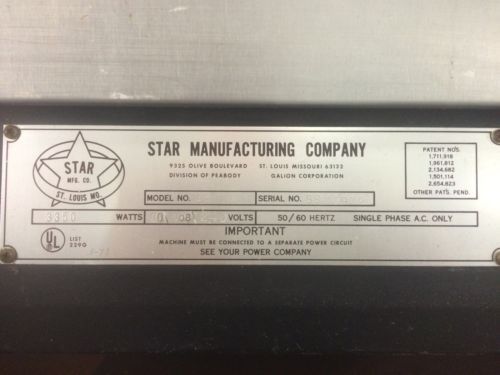 STAR
MFG. CO.
ST. LOUIS MO.
STAR MANUFACTURING COMPANY
9325 OLIVE BOULEVARD ST. LOUIS MISSOURI 63132
DIVISION OF PEABODY GALION CORPORATION
PATENT NO'S
1,711,918
1,961,812
2,134,682
1,501,114
2,654,823
OTHER PATS. PEND.
MODEL NO. SERIAL NO.
WATTS VOLTS 50/60 HERTZ SINGLE PHASE A.C. ONLY
IMPORTANT
MACHINE MUST BE CONNECTED TO A SEPARATE POWER CIRCUIT
SEE YOUR POWER COMPANY
UL
LIST
229G